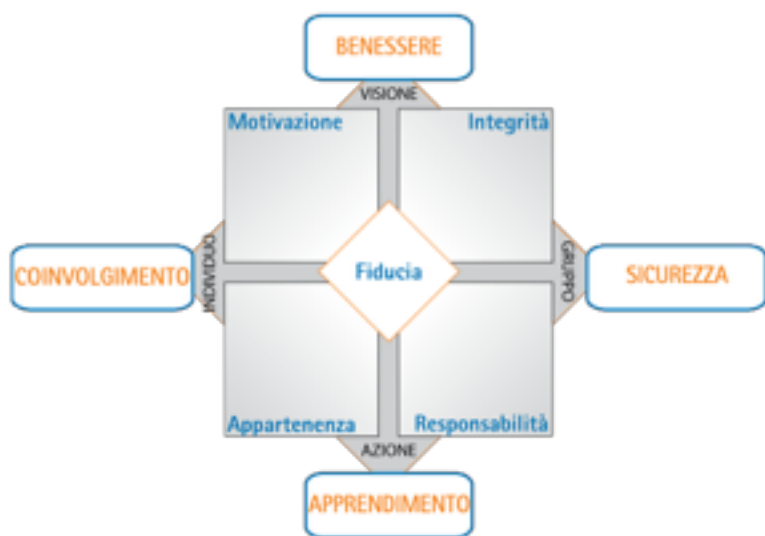 BENESSERE
VISIONE
Motivazione
Integrità
COINVOLGIMENTO
INDIVIDUO
Fiducia
GRUPPO
SICUREZZA
Appartenenza
Responsabilità
AZIONE
APPRENDIMENTO